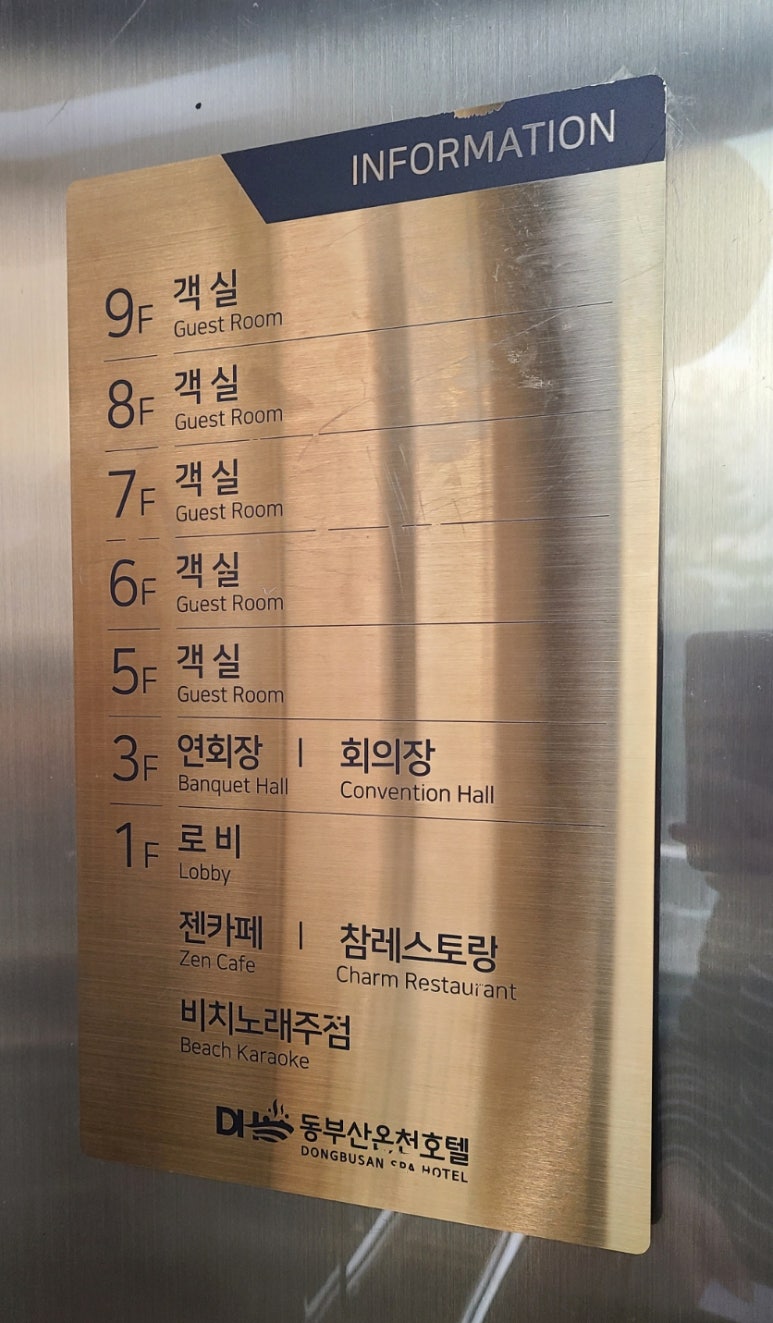 INFORMATION
9F 객실
Guest Room
8F 객실
Guest Room
7F 객실
Guest Room
6F 객실
Guest Room
5F 객실
Guest Room
3F 연회장 | 회의장
Banquet Hall Convention Hall
1F 로비
Lobby
젠카페 | 참레스토랑
Zen Cafe Charm Restaurant
비치노래주점
Beach Karaoke
DH 동부산온천호텔
DONGBUSAN SPA HOTEL